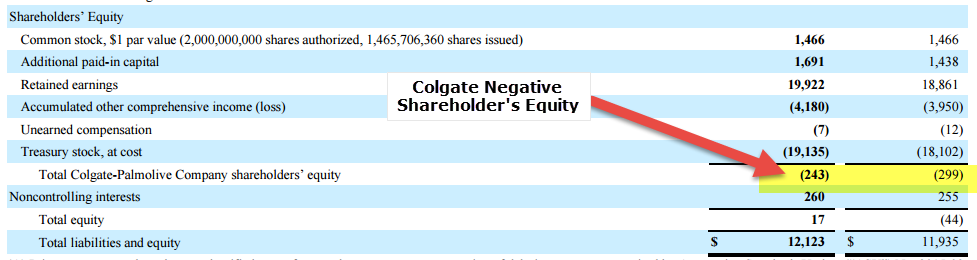 Shareholders' Equity
Common stock, $1 par value (2,000,000,000 shares authorized, 1,465,706,360 shares issued) 1,466 1,466
Additional paid-in capital 1,691 1,438
Retained earnings 19,922 18,861
Colgate Negative
Shareholder's Equity
Accumulated other comprehensive income (loss) (4,180) (3,950)
Unearned compensation (7) (12)
Treasury stock, at cost (19,135) (18,102)
Total Colgate-Palmolive Company shareholders' equity (243) (299)
Noncontrolling interests 260 255
Total equity 17 (44)
Total liabilities and equity $ 12,123 $ 11,935